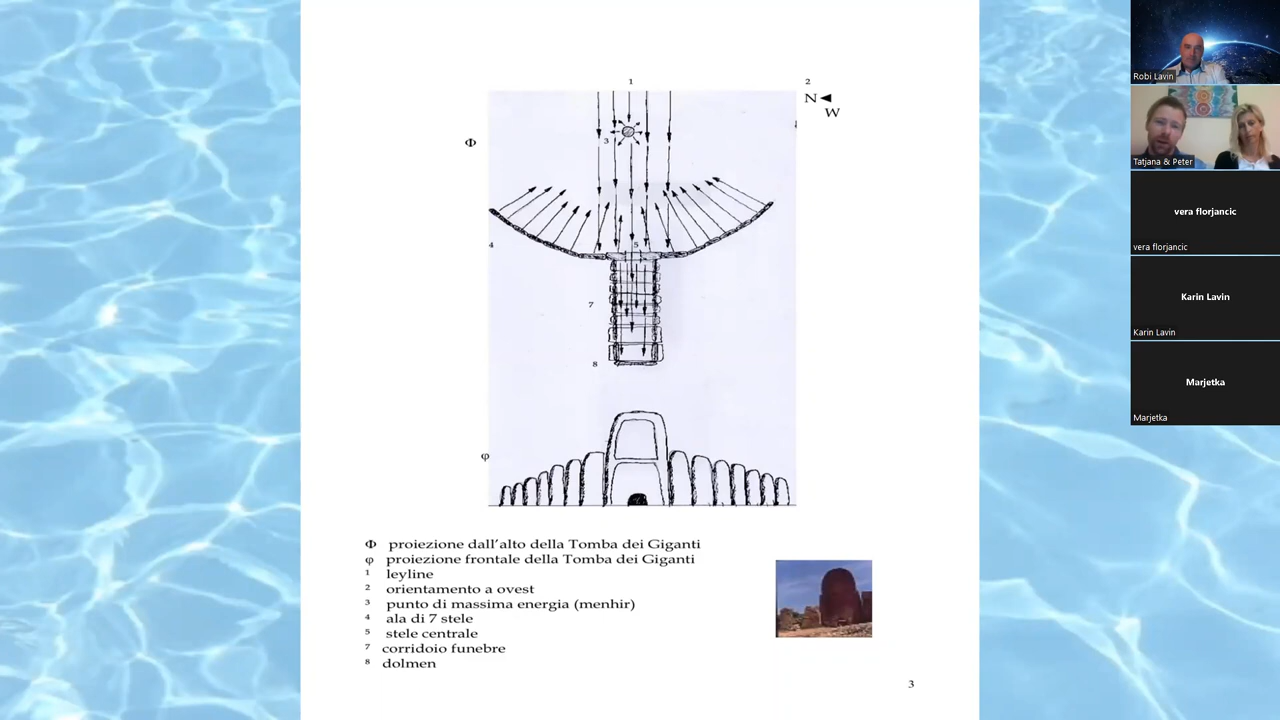 1
2
N◄
W
Φ
3
4
5
7
8
φ
Φ proiezione dall'alto della Tomba dei Giganti
φ proiezione frontale della Tomba dei Giganti
1 leyline
2 orientamento a ovest
3 punto di massima energia (menhir)
4 ala di 7 stele
5 stele centrale
7 corridoio funebre
8 dolmen
3
Robi Lavin
Tatjana & Peter
vera florjancic
vera florjancic
Karin Lavin
Karin Lavin
Marjetka
Marjetka